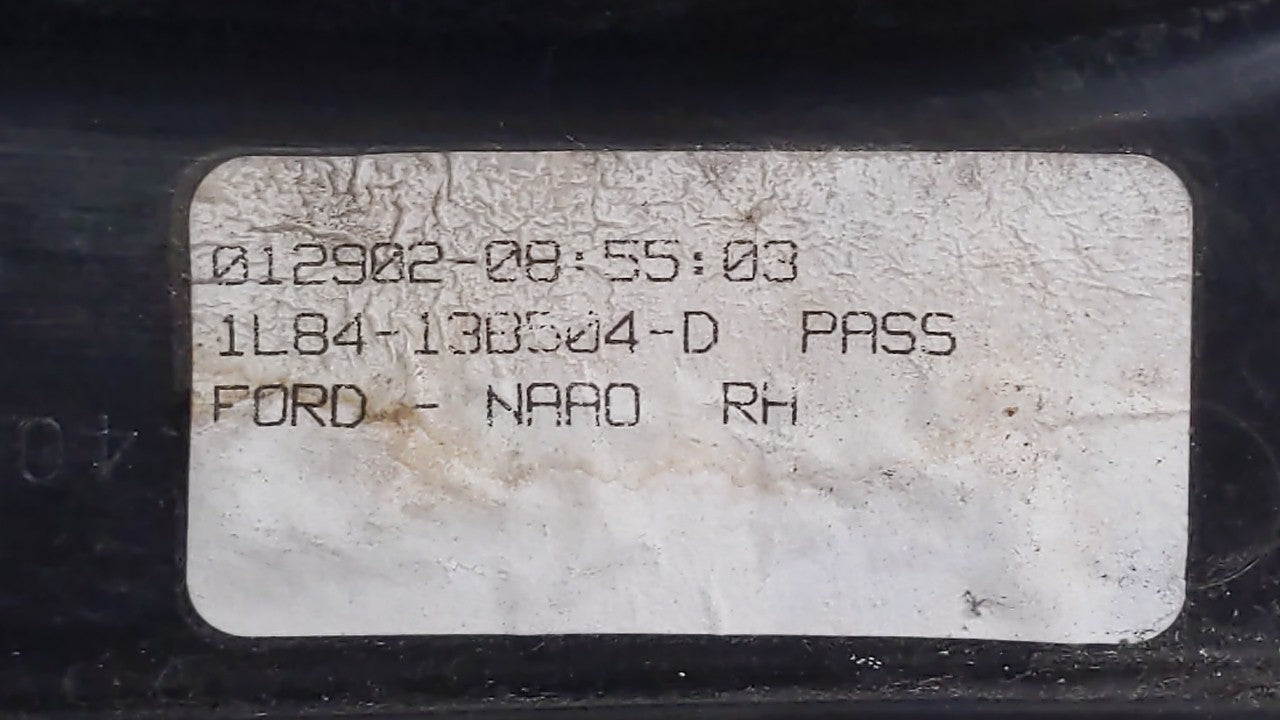 012902-08:55:03
1L84-13B504-D PASS
FORD - NAAO RH